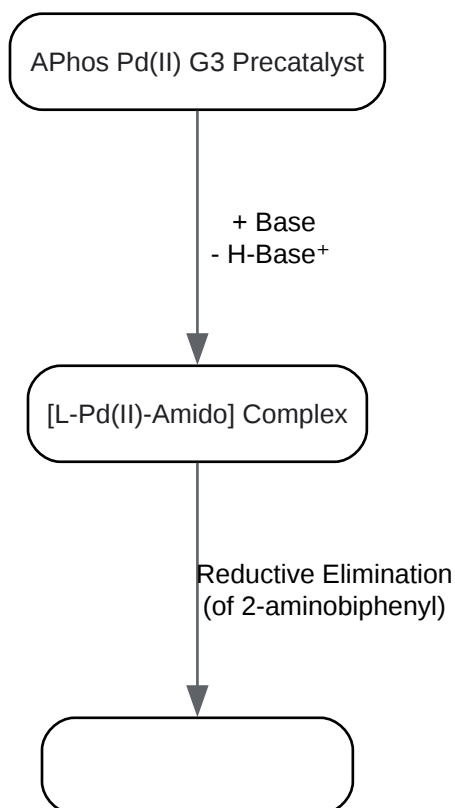 APhos Pd(II) G3 Precatalyst
+ Base
- H-Base⁺
[L-Pd(II)-Amido] Complex
Reductive Elimination
(of 2-aminobiphenyl)